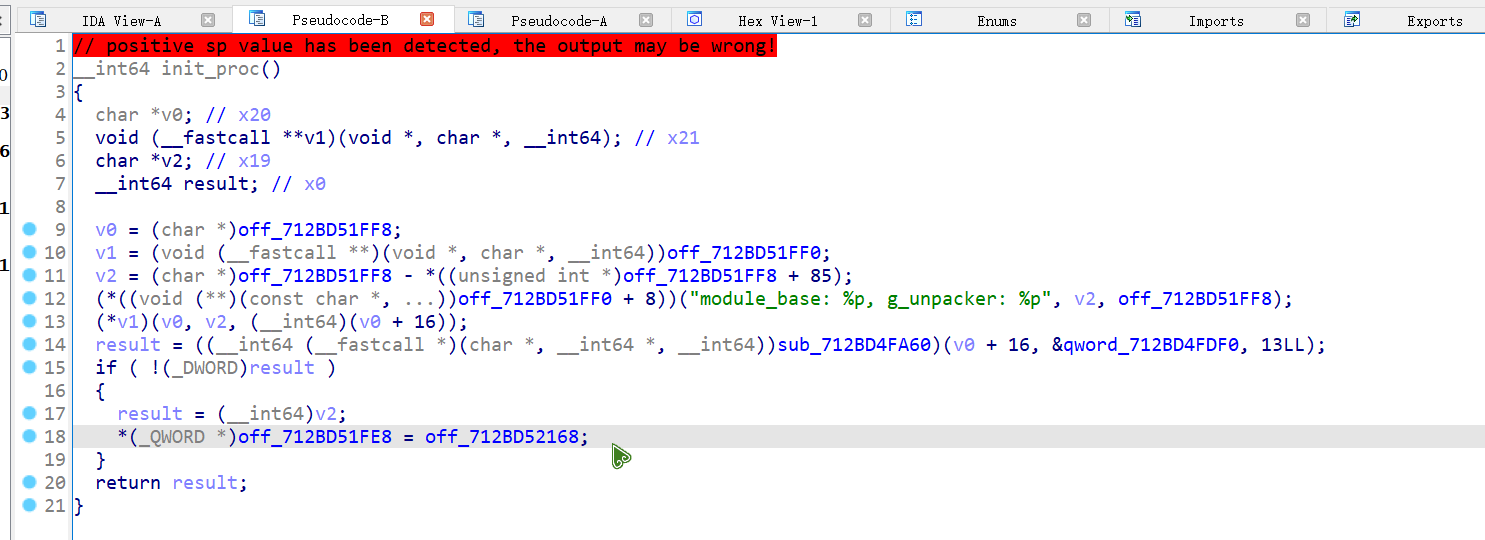 IDA View-A Pseudocode-B Pseudocode-A Hex View-1 Enums Imports Exports
1 // positive sp value has been detected, the output may be wrong!
0 2 __int64 init_proc()
3 {
3 4 char *v0; // x20
5 void (__fastcall **v1)(void *, char *, __int64); // x21
6 6 char *v2; // x19
7 __int64 result; // x0
1 8
9 v0 = (char *)off_712BD51FF8;
10 v1 = (void (__fastcall **)(void *, char *, __int64))off_712BD51FF0;
1 11 v2 = (char *)off_712BD51FF8 - *((unsigned int *)off_712BD51FF8 + 85);
12 (*((void (**)(const char *, ...))off_712BD51FF0 + 8))("module_base: %p, g_unpacker: %p", v2, off_712BD51FF8);
13 (*v1)(v0, v2, (__int64)(v0 + 16));
14 result = ((__int64 (__fastcall *)(char *, __int64 *, __int64))sub_712BD4FA60)(v0 + 16, &qword_712BD4FDF0, 13LL);
15 if ( !(_DWORD)result )
16 {
17 result = (__int64)v2;
18 *(_QWORD *)off_712BD51FE8 = off_712BD52168;
19 }
20 return result;
21 }